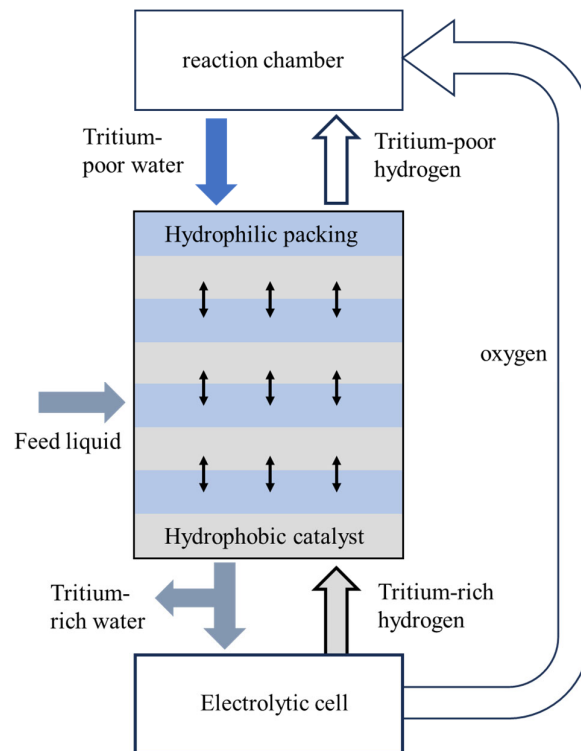 reaction chamber
Tritium-
poor water
Tritium-poor
hydrogen
Hydrophilic packing
oxygen
Feed liquid
Hydrophobic catalyst
Tritium-
rich water
Tritium-rich
hydrogen
Electrolytic cell